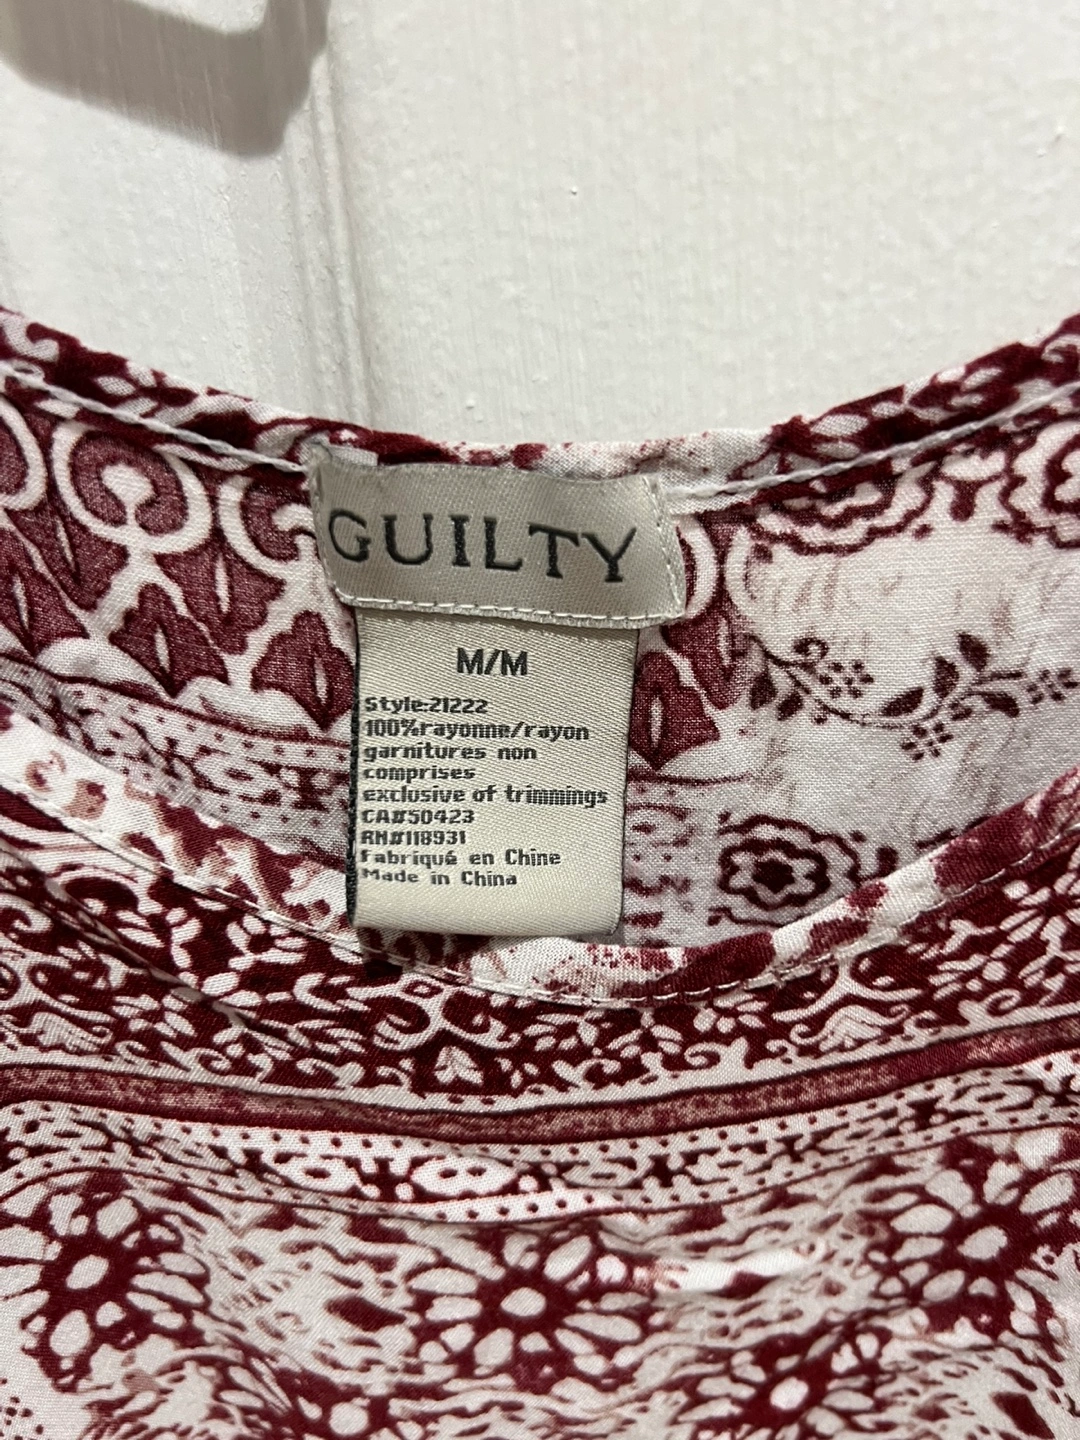 GUILTY
M/M
Style:21222
100%rayonne/rayon
garnitures non
comprises
exclusive of trimmings
CA#50423
RN#118931
Fabriqué en Chine
Made in China